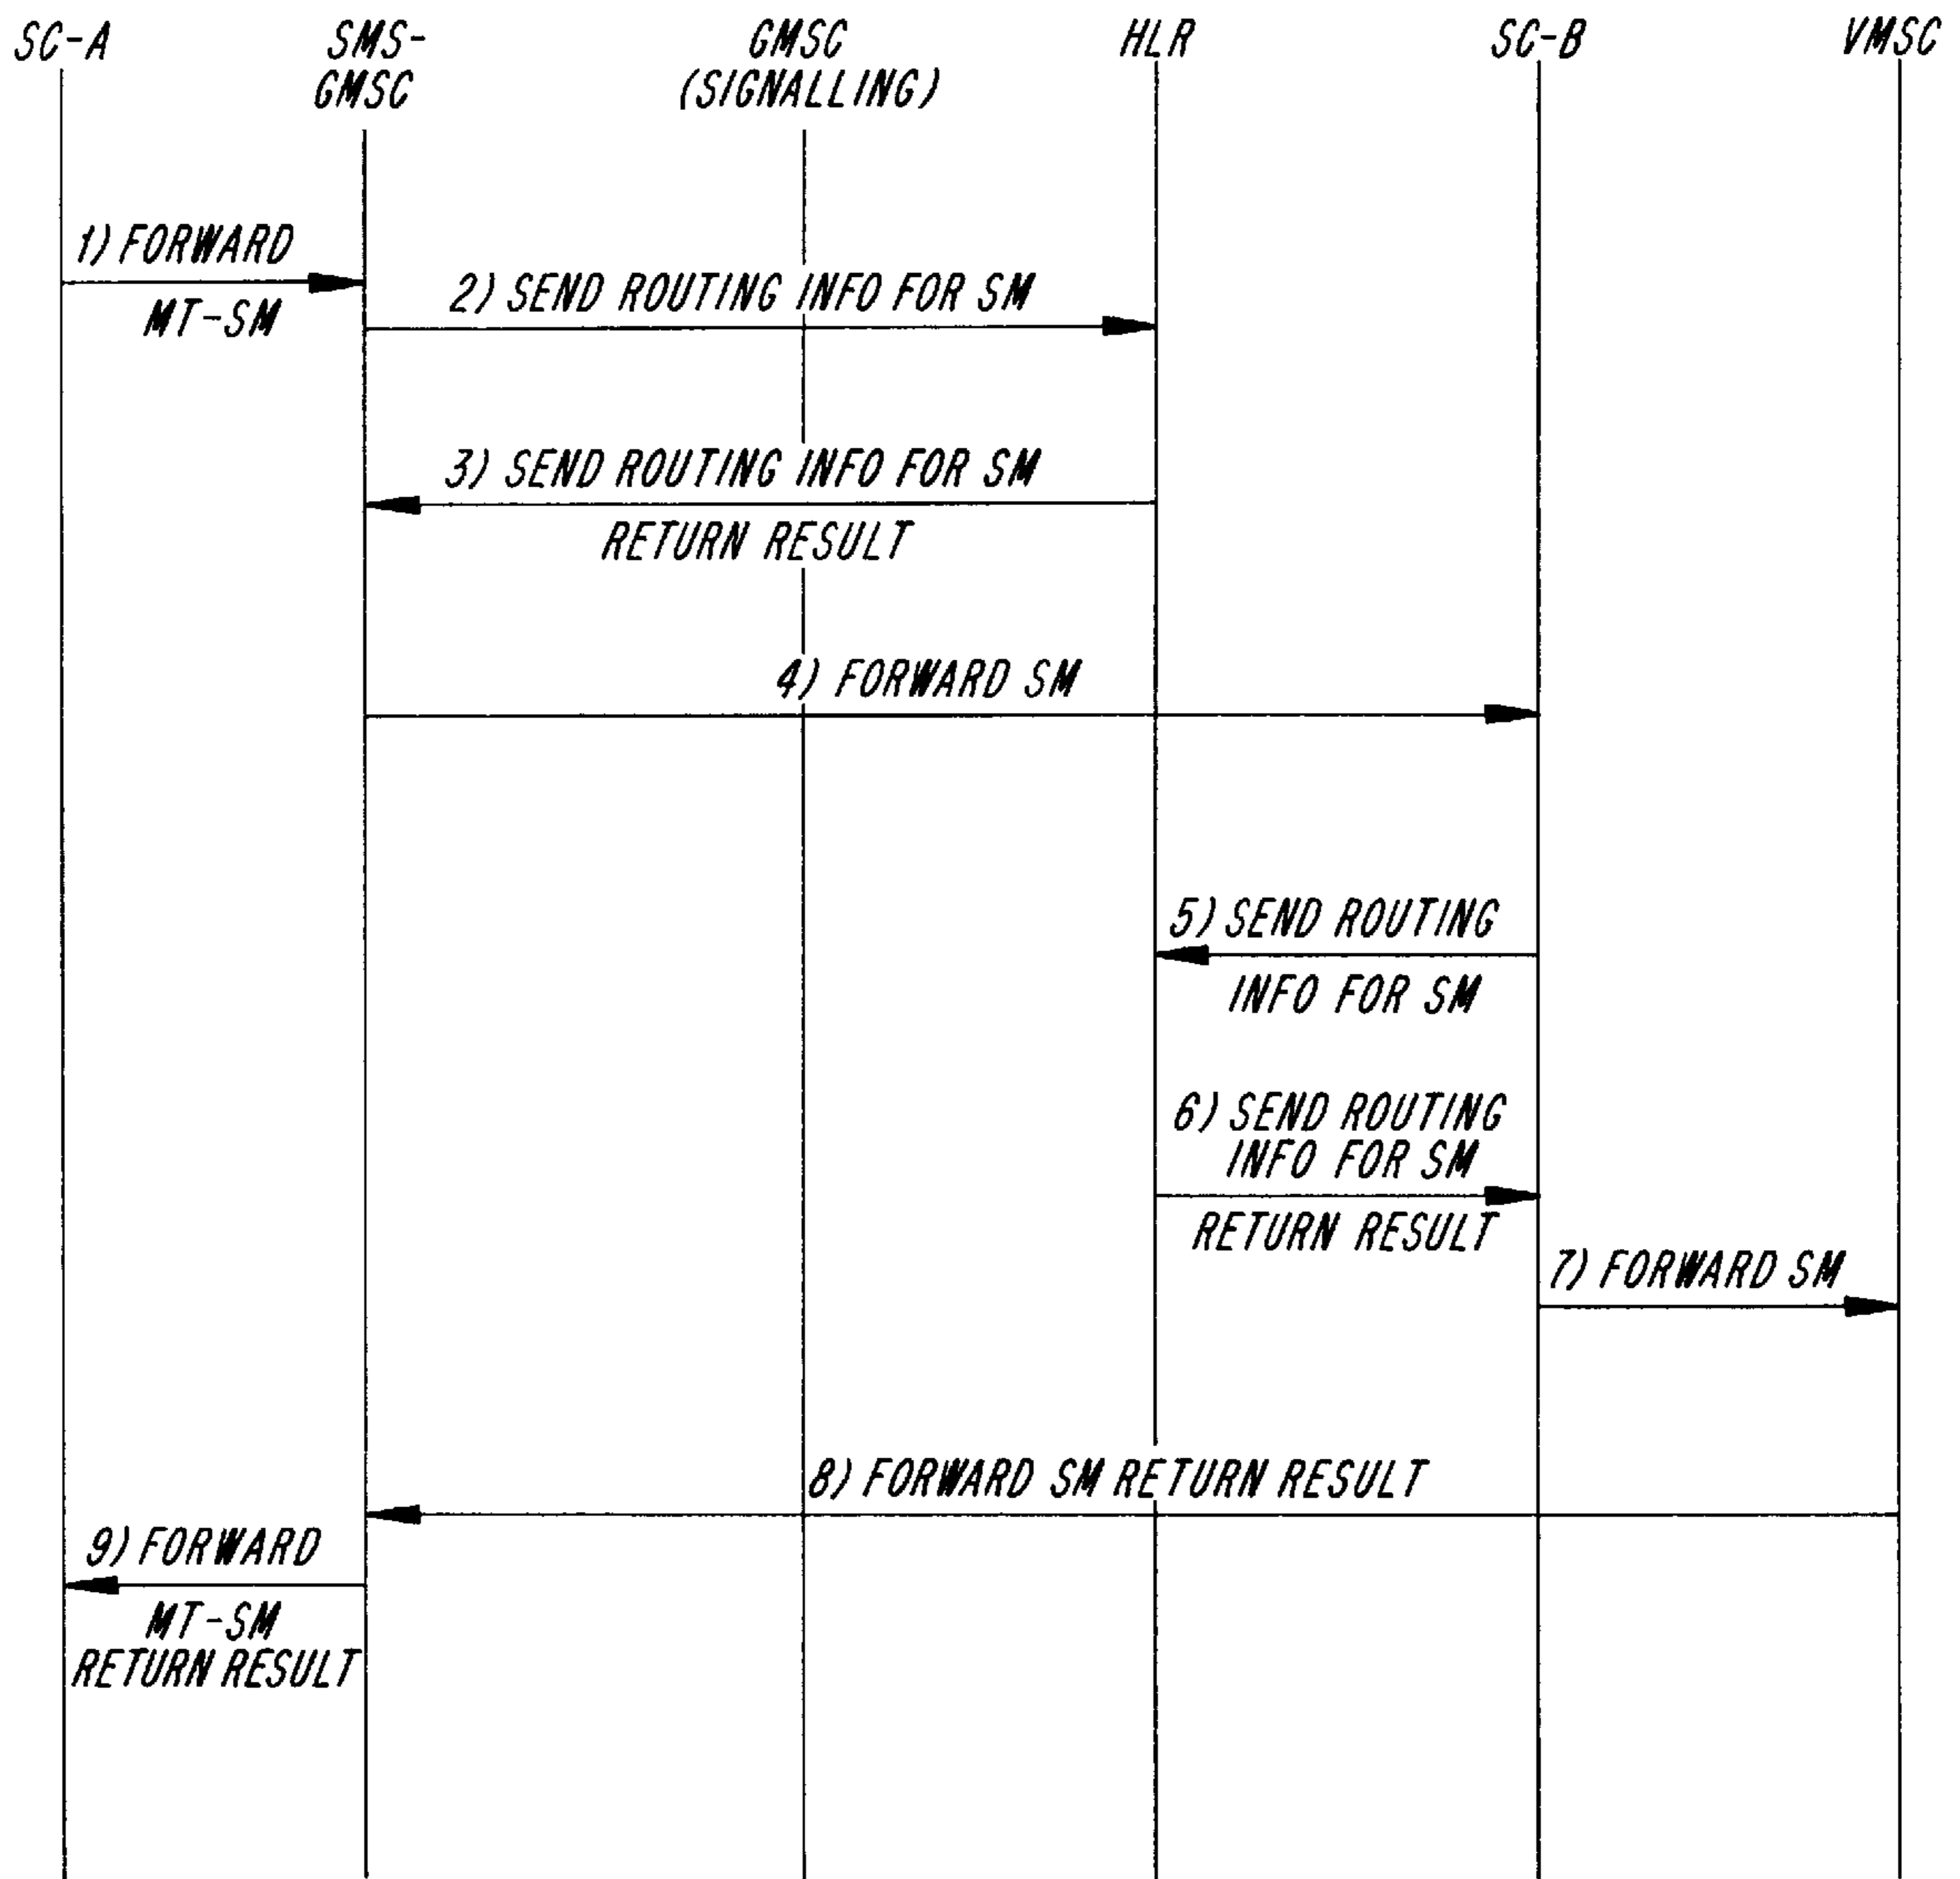 SC-A
SMS-
GMSC
GMSC
(SIGNALLING)
HLR
SC-B
VMSC
1) FORWARD
MT-SM
2) SEND ROUTING INFO FOR SM
3) SEND ROUTING INFO FOR SM
RETURN RESULT
4) FORWARD SM
5) SEND ROUTING
INFO FOR SM
6) SEND ROUTING
INFO FOR SM
RETURN RESULT
7) FORWARD SM
8) FORWARD SM RETURN RESULT
9) FORWARD
MT-SM
RETURN RESULT